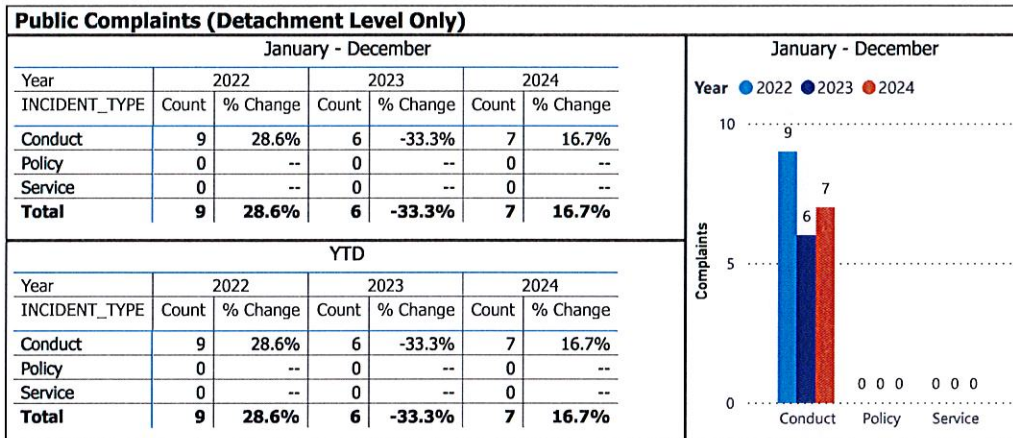 Public Complaints (Detachment Level Only)
January - December
Year 2022 2023 2024
INCIDENT_TYPE Count % Change Count % Change Count % Change
Conduct 9 28.6% 6 -33.3% 7 16.7%
Policy 0 -- 0 -- 0 --
Service 0 -- 0 -- 0 --
Total 9 28.6% 6 -33.3% 7 16.7%
YTD
Year 2022 2023 2024
INCIDENT_TYPE Count % Change Count % Change Count % Change
Conduct 9 28.6% 6 -33.3% 7 16.7%
Policy 0 -- 0 -- 0 --
Service 0 -- 0 -- 0 --
Total 9 28.6% 6 -33.3% 7 16.7%
January - December
Year 2022 2023 2024
10
9
7
6
5
Complaints
0 0 0 0 0 0
0
Conduct Policy Service